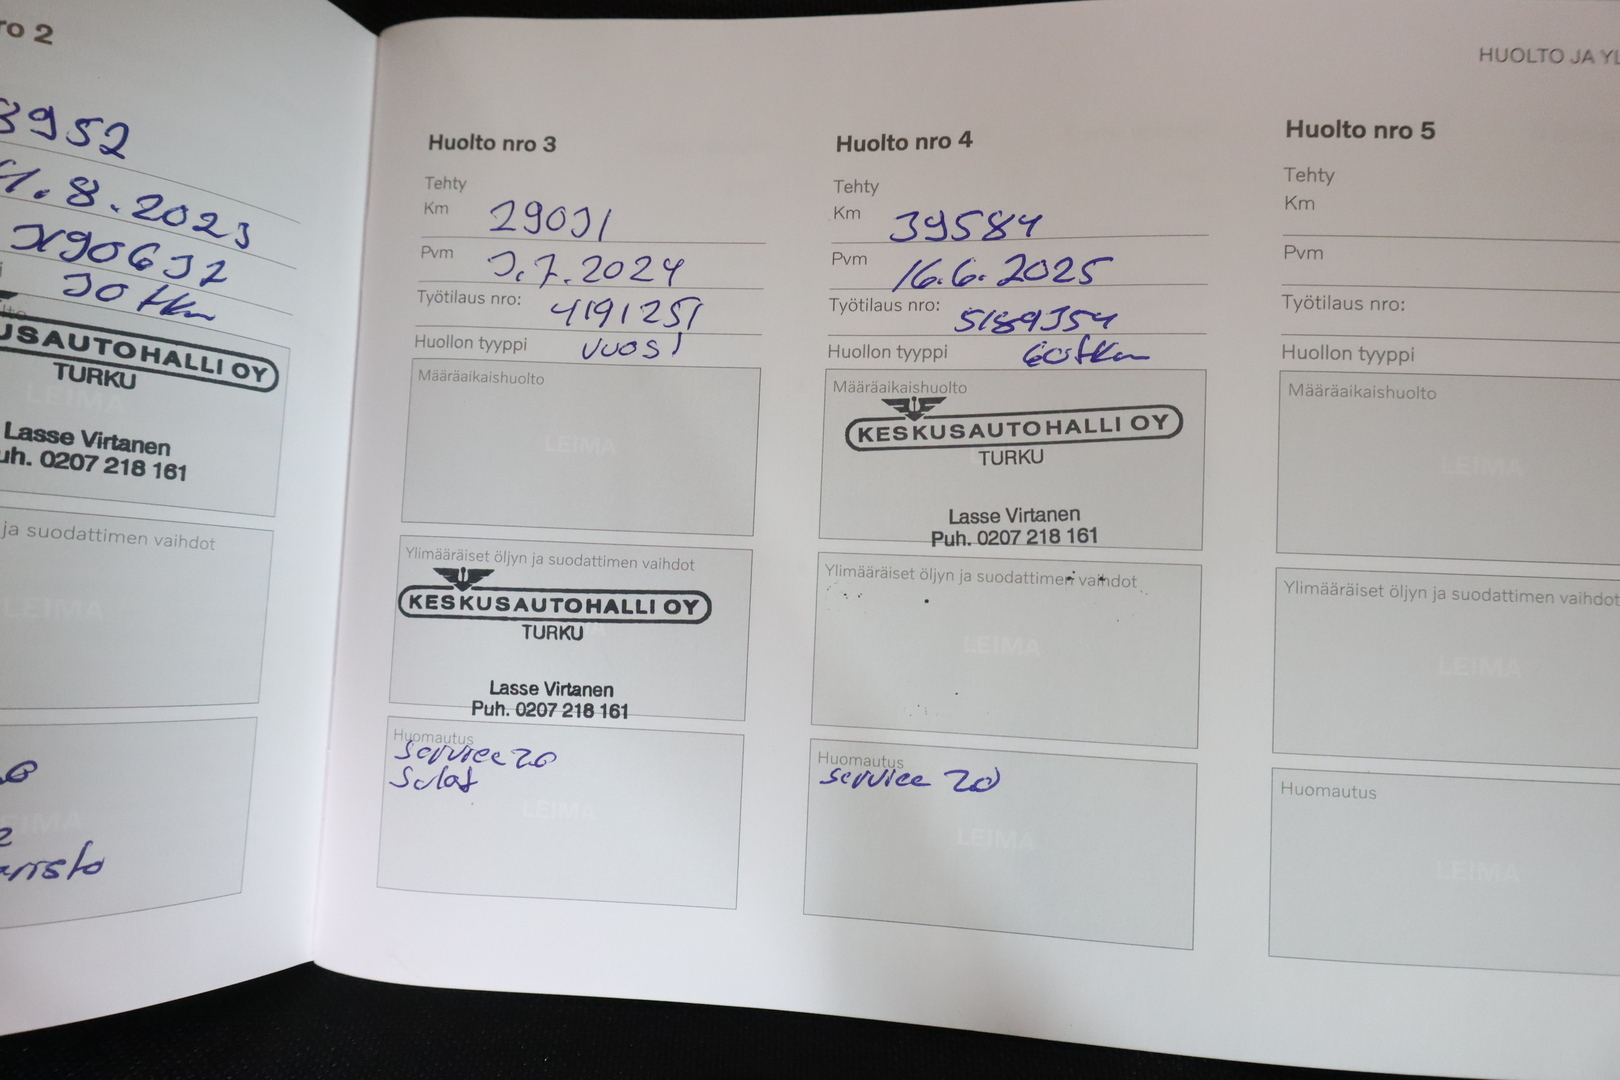 ro 2
3952
1.8.2023
X90632
30 tkm
KESKUSAUTOHALLI OY
TURKU
Lasse Virtanen
uh. 0207 218 161
ja suodattimen vaihdot
LEIMA
HUOLTO JA YL
Huolto nro 3
Tehty
Km 29031
Pvm 3.7.2024
Työtilaus nro: 4191251
Huollon tyyppi vuosi
Määräaikaishuolto
LEIMA
Ylimääräiset öljyn ja suodattimen vaihdot
KESKUSAUTOHALLI OY
TURKU
Lasse Virtanen
Puh. 0207 218 161
Huomautus
service 20
LEIMA
Huolto nro 4
Tehty
Km 39584
Pvm 16.6.2025
Työtilaus nro: 5189354
Huollon tyyppi 60tkm
Määräaikaishuolto
KESKUSAUTOHALLI OY
TURKU
Lasse Virtanen
Puh. 0207 218 161
Ylimääräiset öljyn ja suodattimen vaihdot
LEIMA
Huomautus
service 20
LEIMA
Huolto nro 5
Tehty
Km
Pvm
Työtilaus nro:
Huollon tyyppi
Määräaikaishuolto
LEIMA
Ylimääräiset öljyn ja suodattimen vaihdot
LEIMA
Huomautus
LEIMA